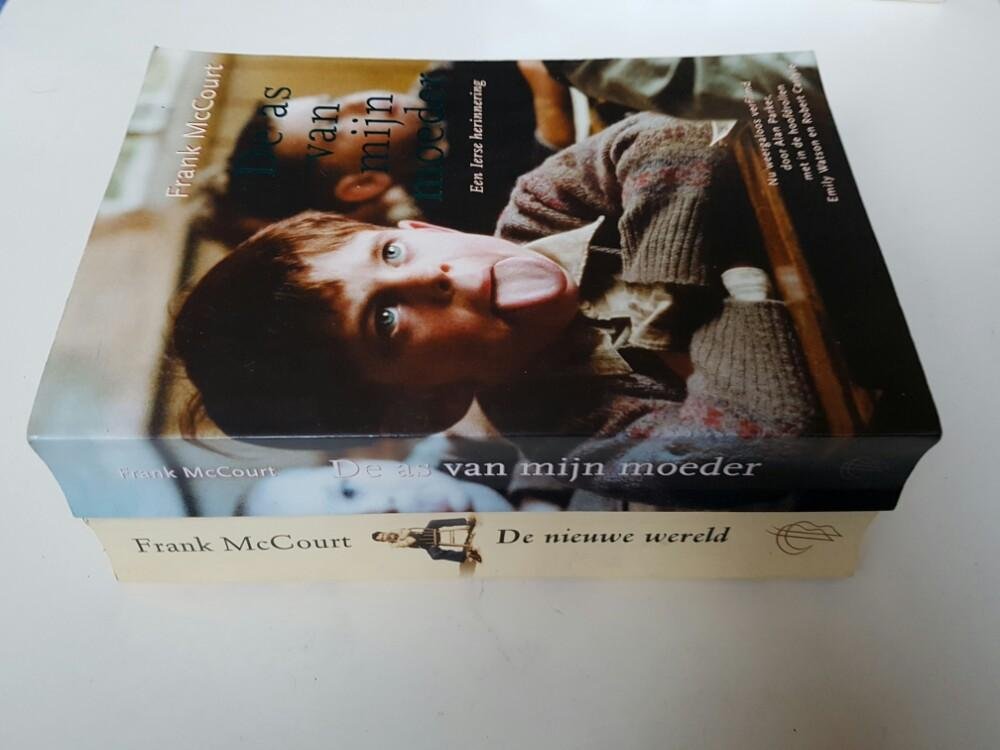 Frank McCourt
De as
van
mijn
moeder
Een Ierse herinnering
Nu weergaloos verfilmd
door Alan Parker,
met in de hoofdrollen
Emily Watson en Robert Carlyle
Frank McCourt De as van mijn moeder
Frank McCourt De nieuwe wereld